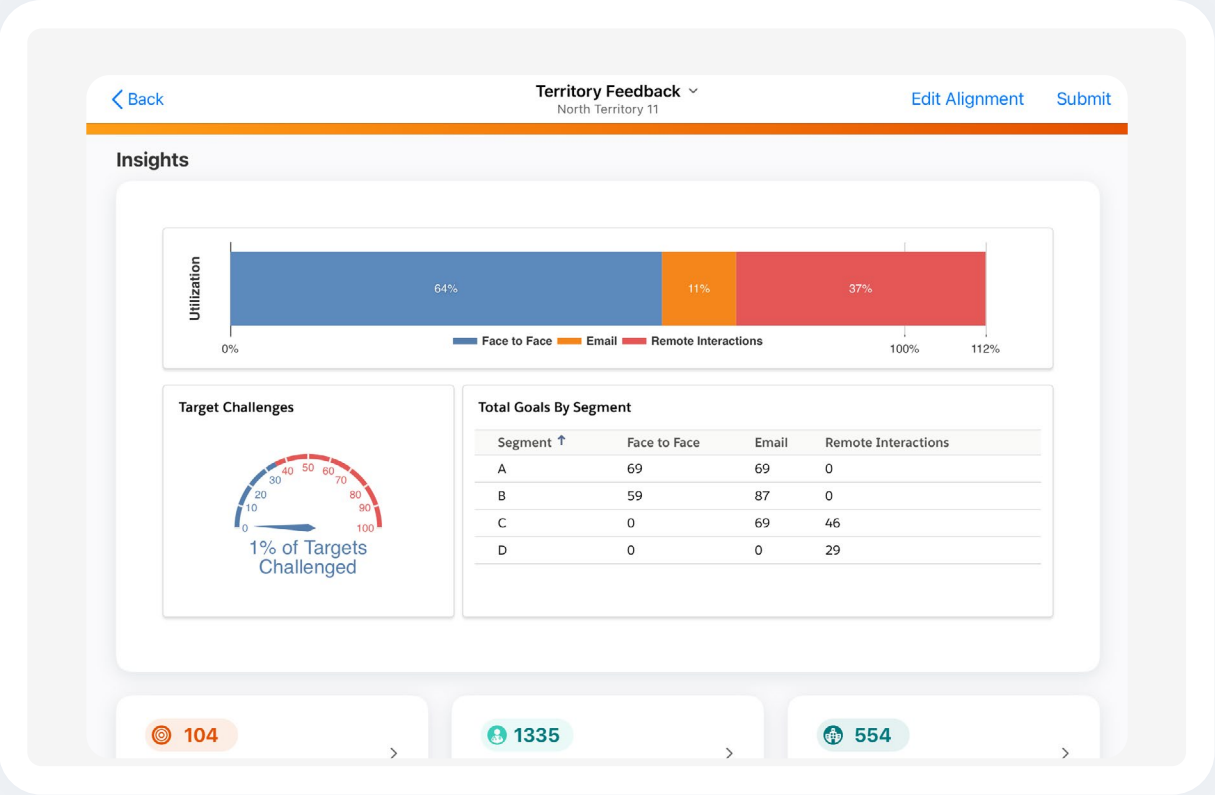 Back
Territory Feedback
North Territory 11
Edit Alignment
Submit
Insights
Utilization
64%
11%
37%
0%
Face to Face
Email
Remote Interactions
100%
112%
Target Challenges
0
10
20
30
40
50
60
70
80
90
100
1% of Targets
Challenged
Total Goals By Segment
Segment ↑ Face to Face Email Remote Interactions
A 69 69 0
B 59 87 0
C 0 69 46
D 0 0 29
104
1335
554